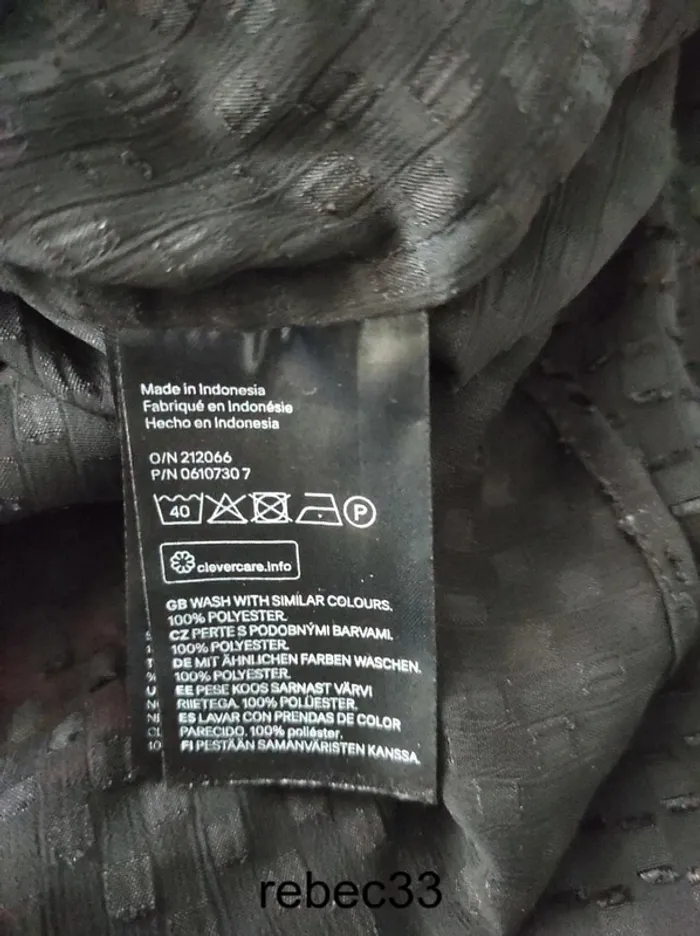 Made in Indonesia
Fabriqué en Indonésie
Hecho en Indonesia
O/N 212066
P/N 0610730 7
40
P
clevercare.info
GB WASH WITH SIMILAR COLOURS.
100% POLYESTER.
CZ PERTE S PODOBNÝMI BARVAMI.
100% POLYESTER.
DE MIT ÄHNLICHEN FARBEN WASCHEN.
100% POLYESTER.
EE PESE KOOS SARNAST VÄRVI
RIIETEGA. 100% POLÜESTER.
ES LAVAR CON PRENDAS DE COLOR
PARECIDO. 100% poliéster.
FI PESTÄÄN SAMANVÄRISTEN KANSSA.
rebec33